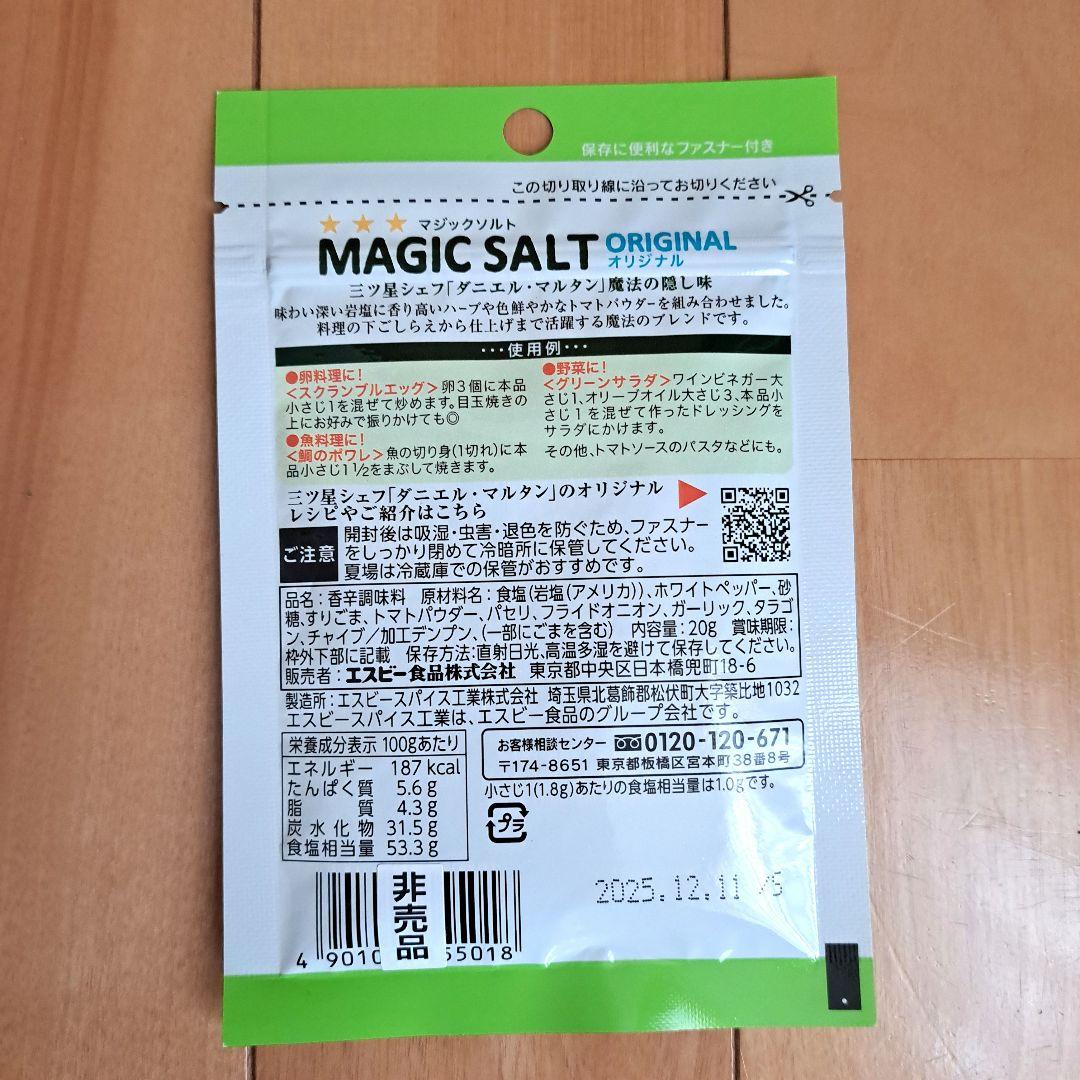 保存に便利なファスナー付き
この切り取り線に沿ってお切りください
マジックソルト
MAGIC SALT ORIGINAL
オリジナル
三ツ星シェフ「ダニエル・マルタン」魔法の隠し味
味わい深い岩塩に香り高いハーブや色鮮やかなトマトパウダーを組み合わせました。
料理の下ごしらえから仕上げまで活躍する魔法のブレンドです。
･･･使用例･･･
●卵料理に!
<スクランブルエッグ>卵3個に本品
小さじ1を混ぜて炒めます。目玉焼きの
上にお好みで振りかけても◎
●魚料理に!
<鯛のポワレ>魚の切り身(1切れ)に本
品小さじ1 1/2をまぶして焼きます。
●野菜に!
<グリーンサラダ>ワインビネガー大
さじ1、オリーブオイル大さじ3、本品小
さじ1を混ぜて作ったドレッシングを
サラダにかけます。
その他、トマトソースのパスタなどにも。
三ツ星シェフ「ダニエル・マルタン」のオリジナル
レシピやご紹介はこちら
ご注意
開封後は吸湿・虫害・退色を防ぐため、ファスナー
をしっかり閉めて冷暗所に保管してください。
夏場は冷蔵庫での保管がおすすめです。
品名:香辛調味料 原材料名:食塩(岩塩(アメリカ))、ホワイトペッパー、砂
糖、すりごま、トマトパウダー、パセリ、フライドオニオン、ガーリック、タラゴ
ン、チャイブ/加工デンプン、(一部にごまを含む) 内容量:20g 賞味期限:
枠外下部に記載 保存方法:直射日光、高温多湿を避けて保存してください。
販売者:エスビー食品株式会社 東京都中央区日本橋兜町18-6
製造所:エスビースパイス工業株式会社 埼玉県北葛飾郡松伏町大字築比地1032
エスビースパイス工業は、エスビー食品のグループ会社です。
栄養成分表示 100gあたり
エネルギー 187 kcal
たんぱく質 5.6 g
脂質 4.3 g
炭水化物 31.5 g
食塩相当量 53.3 g
お客様相談センター 0120-120-671
〒174-8651 東京都板橋区宮本町38番8号
小さじ1(1.8g)あたりの食塩相当量は1.0gです。
プラ
2025.12.11 /S
非売品
4 9010 55018